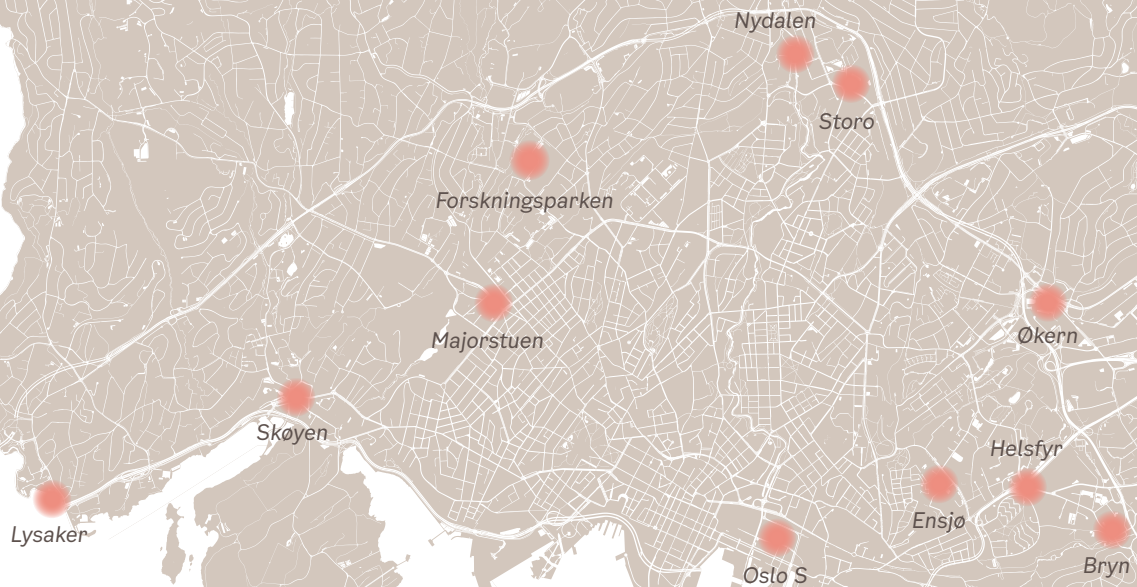 Nydalen
Storo
Forskningsparken
Majorstuen
Økern
Skøyen
Helsfyr
Ensjø
Lysaker
Bryn
Oslo S